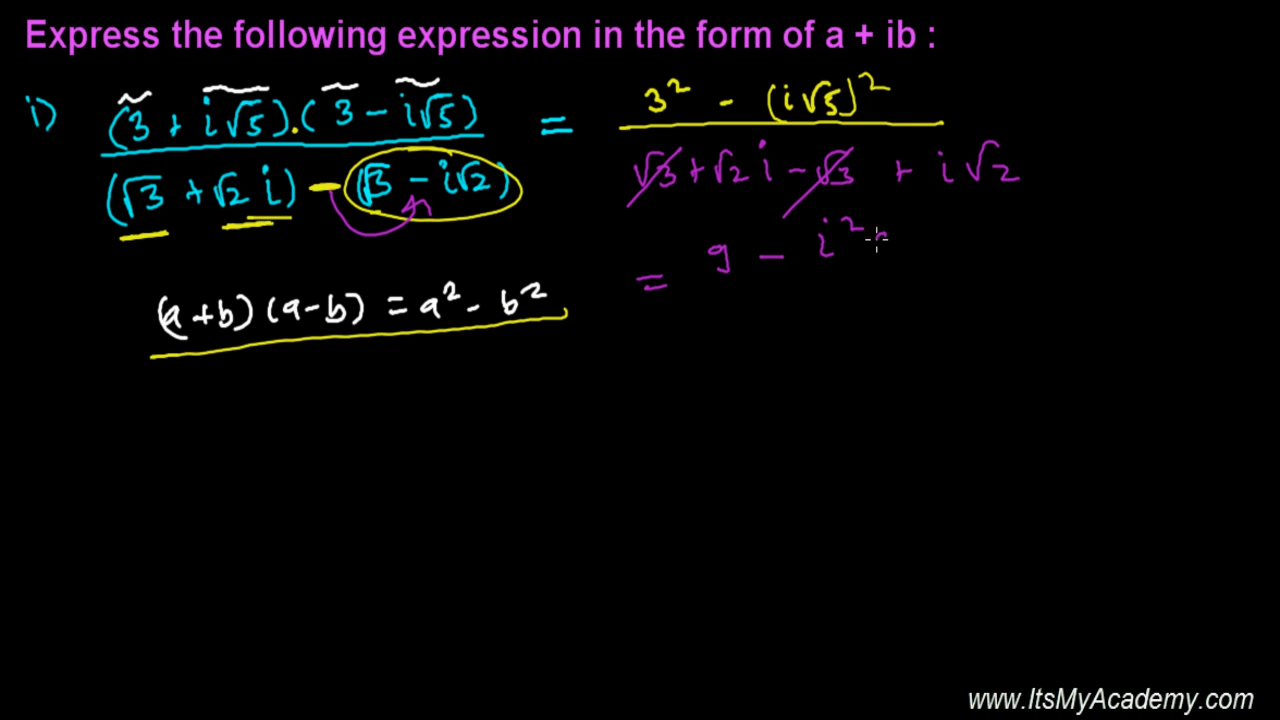 Express the following expression in the form of a + ib :
i) (3 + i√5).(3 - i√5) = 3² - (i√5)²
(√3 + √2 i) - (√3 - i√2) √3 + √2 i - √3 + i√2
= 9 - i²
(a+b)(a-b) = a² - b²
www.ItsMyAcademy.com